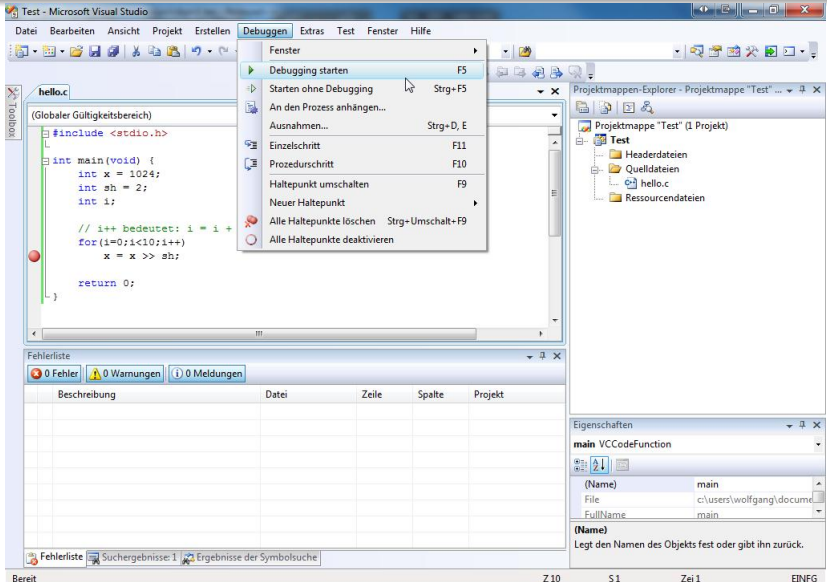 Test - Microsoft Visual Studio
Datei Bearbeiten Ansicht Projekt Erstellen Debuggen Extras Test Fenster Hilfe
Fenster
Debugging starten F5
Starten ohne Debugging Strg+F5
An den Prozess anhängen...
Ausnahmen... Strg+D, E
Einzelschritt F11
Prozedurschritt F10
Haltepunkt umschalten F9
Neuer Haltepunkt
Alle Haltepunkte löschen Strg+Umschalt+F9
Alle Haltepunkte deaktivieren
Toolbox
hello.c
(Globaler Gültigkeitsbereich)
#include <stdio.h>
int main(void) {
int x = 1024;
int sh = 2;
int i;
// i++ bedeutet: i = i +
for(i=0;i<10;i++)
x = x >> sh;
return 0;
}
Projektmappen-Explorer - Projektmappe "Test" ...
Projektmappe "Test" (1 Projekt)
Test
Headerdateien
Quelldateien
hello.c
Ressourcendateien
Fehlerliste
0 Fehler 0 Warnungen 0 Meldungen
Beschreibung Datei Zeile Spalte Projekt
Fehlerliste Suchergebnisse: 1 Ergebnisse der Symbolsuche
Eigenschaften
main VCCodeFunction
(Name) main
File c:\users\wolfgang\docume
FullName main
(Name)
Legt den Namen des Objekts fest oder gibt ihn zurück.
Bereit Z 10 S 1 Zei 1 EINFG